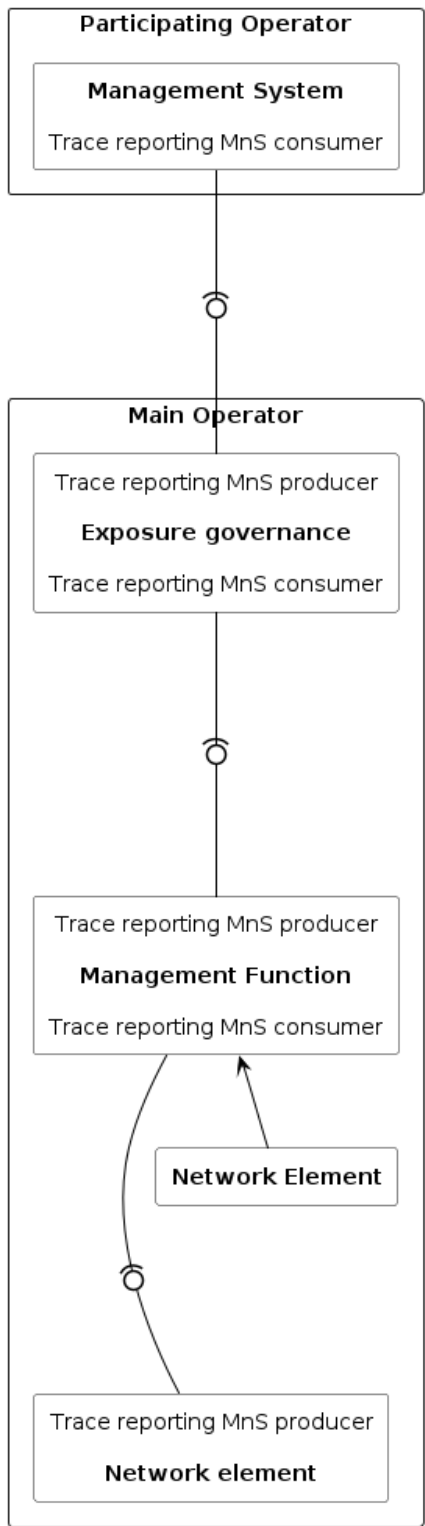 Participating Operator
Management System
Trace reporting MnS consumer
Main Operator
Trace reporting MnS producer
Exposure governance
Trace reporting MnS consumer
Trace reporting MnS producer
Management Function
Trace reporting MnS consumer
Network Element
Trace reporting MnS producer
Network element